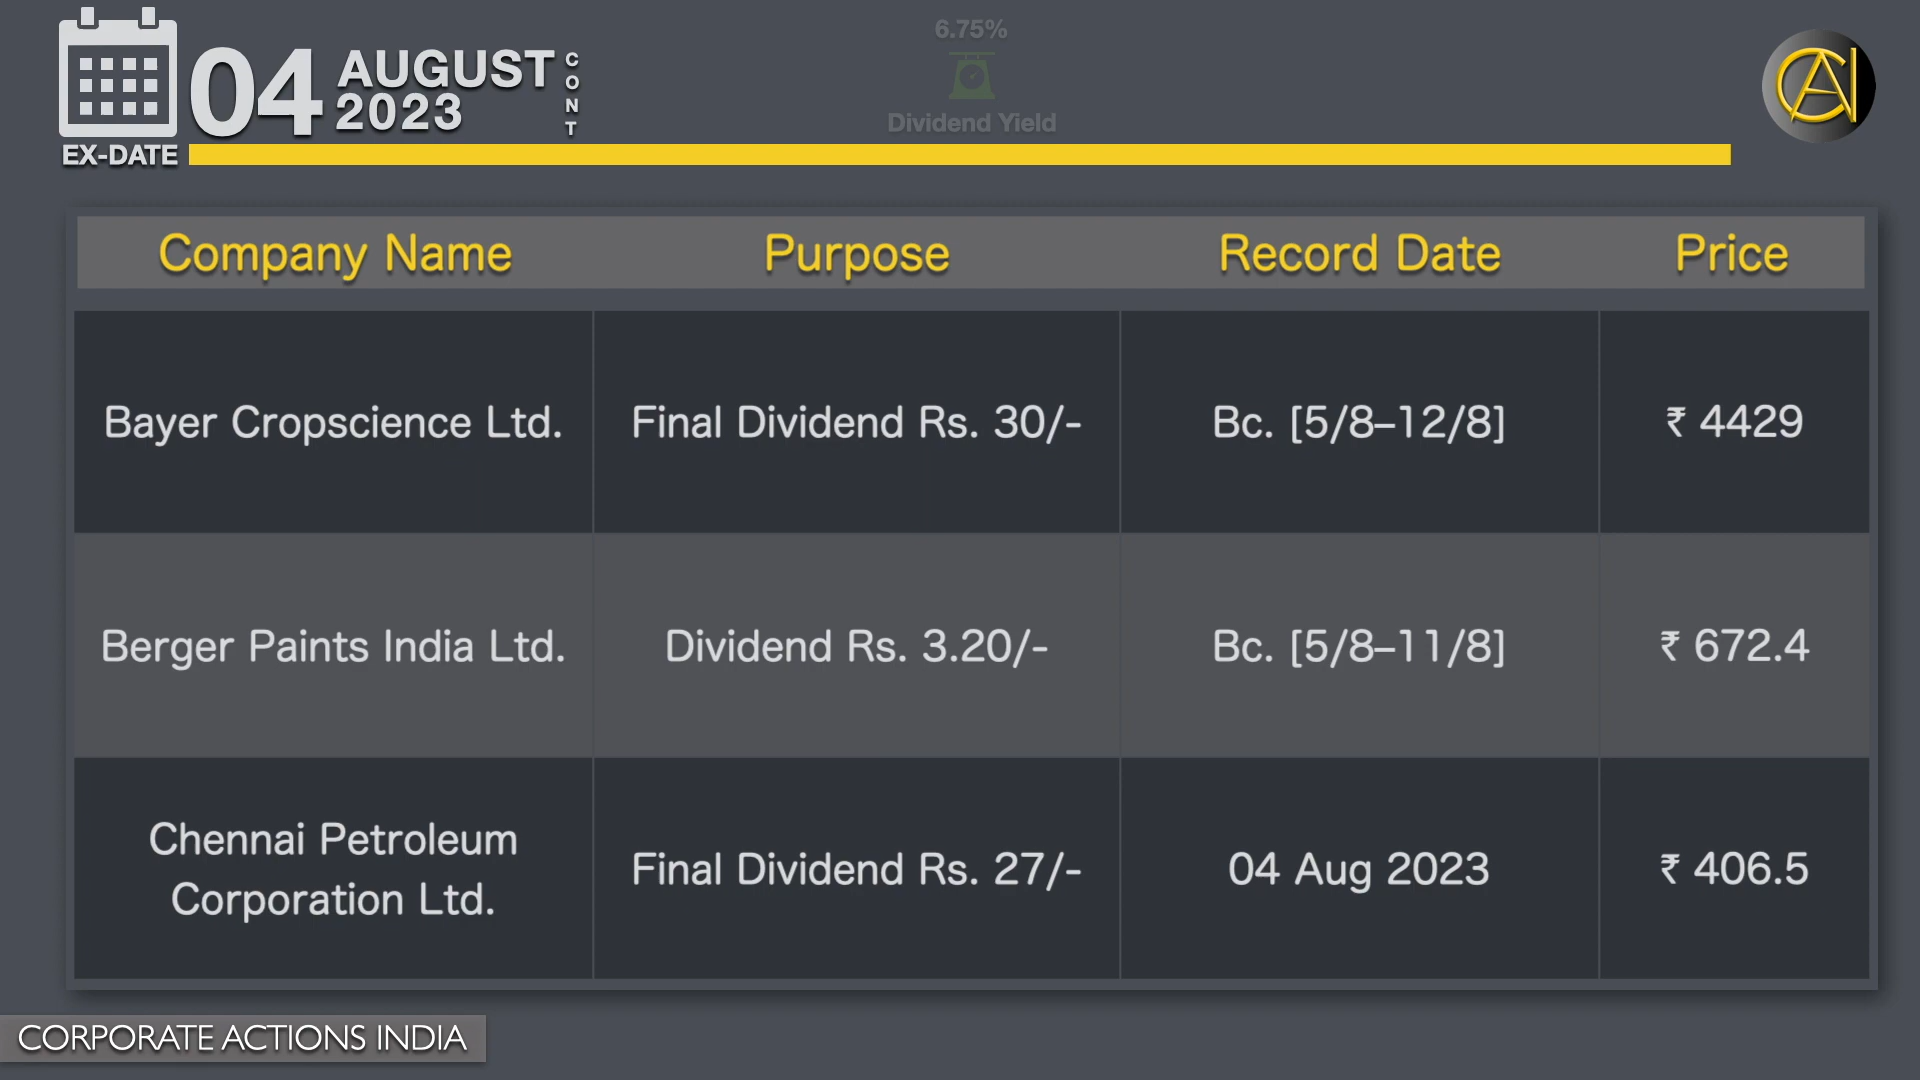 6.75%
04 AUGUST 2023 CONT
EX-DATE
Dividend Yield
CAI
Company Name Purpose Record Date Price
Bayer Cropscience Ltd. Final Dividend Rs. 30/- Bc. [5/8–12/8] ₹ 4429
Berger Paints India Ltd. Dividend Rs. 3.20/- Bc. [5/8–11/8] ₹ 672.4
Chennai Petroleum
Corporation Ltd. Final Dividend Rs. 27/- 04 Aug 2023 ₹ 406.5
CORPORATE ACTIONS INDIA